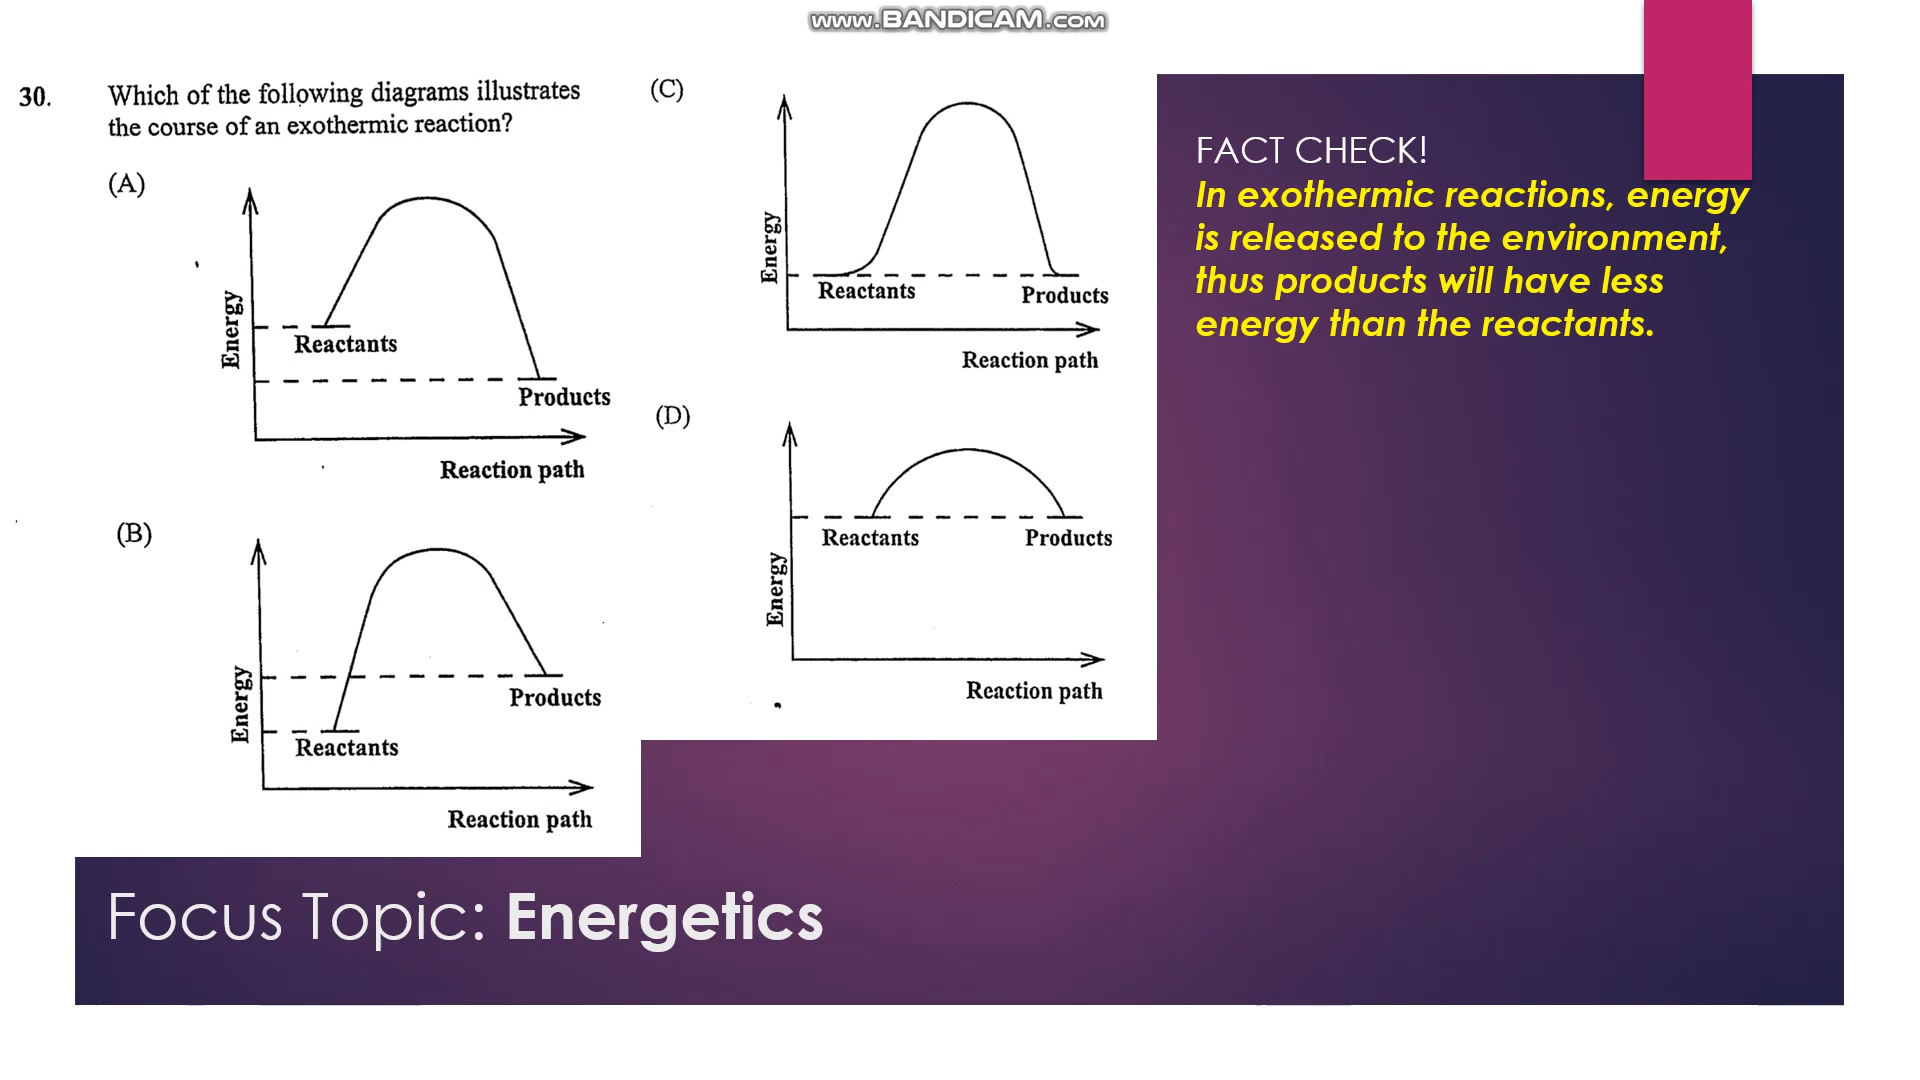 www.BANDICAM.com
30. Which of the following diagrams illustrates
the course of an exothermic reaction?
(A)
Energy
Reactants
Products
Reaction path
(B)
Energy
Products
Reactants
Reaction path
(C)
Energy
Reactants
Products
Reaction path
(D)
Reactants
Products
Energy
Reaction path
FACT CHECK!
In exothermic reactions, energy
is released to the environment,
thus products will have less
energy than the reactants.
Focus Topic: Energetics